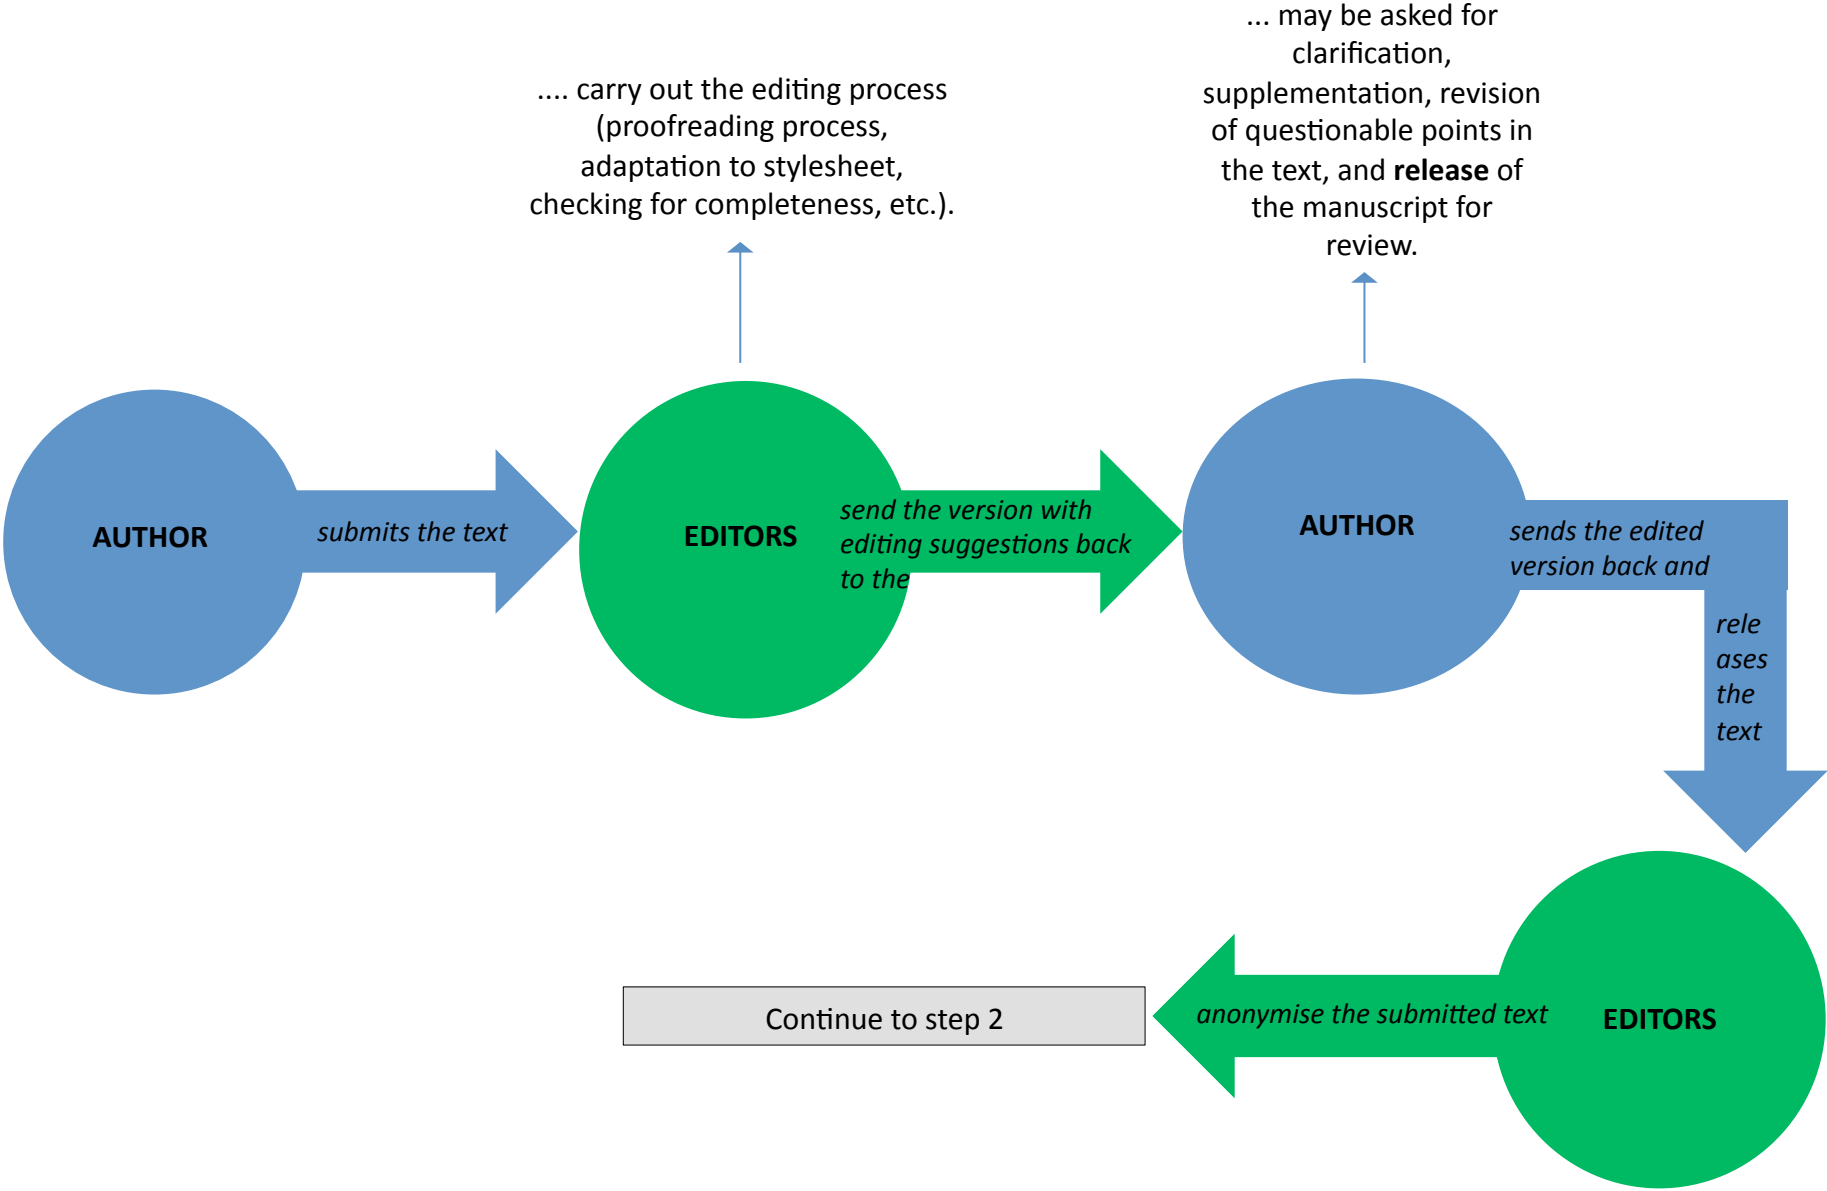 .... carry out the editing process
(proofreading process,
adaptation to stylesheet,
checking for completeness, etc.).
... may be asked for
clarification,
supplementation, revision
of questionable points in
the text, and release of
the manuscript for
review.
AUTHOR
submits the text
EDITORS
send the version with
editing suggestions back
to the
AUTHOR
sends the edited
version back and
rele
ases
the
text
EDITORS
anonymise the submitted text
Continue to step 2